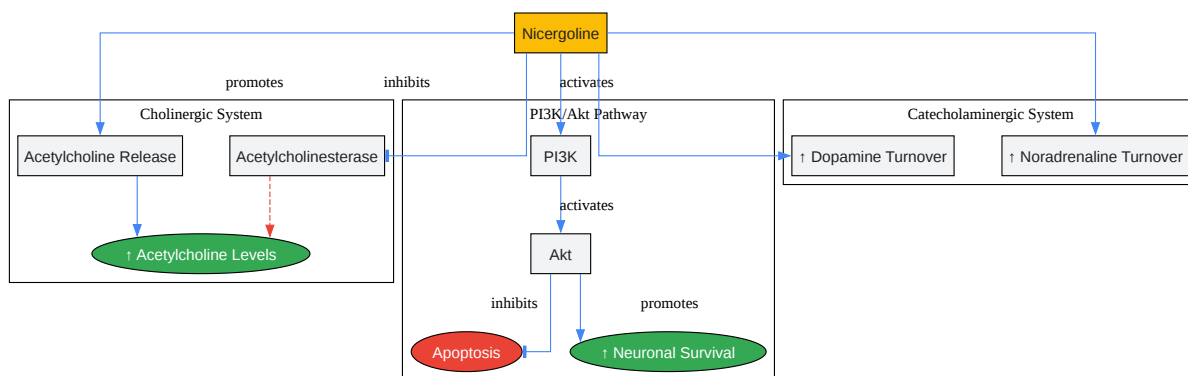 Nicergoline
promotes
inhibits
activates
Cholinergic System
PI3K/Akt Pathway
Catecholaminergic System
Acetylcholine Release
Acetylcholinesterase
PI3K
↑ Dopamine Turnover
↑ Noradrenaline Turnover
activates
↑ Acetylcholine Levels
Akt
inhibits
promotes
Apoptosis
↑ Neuronal Survival